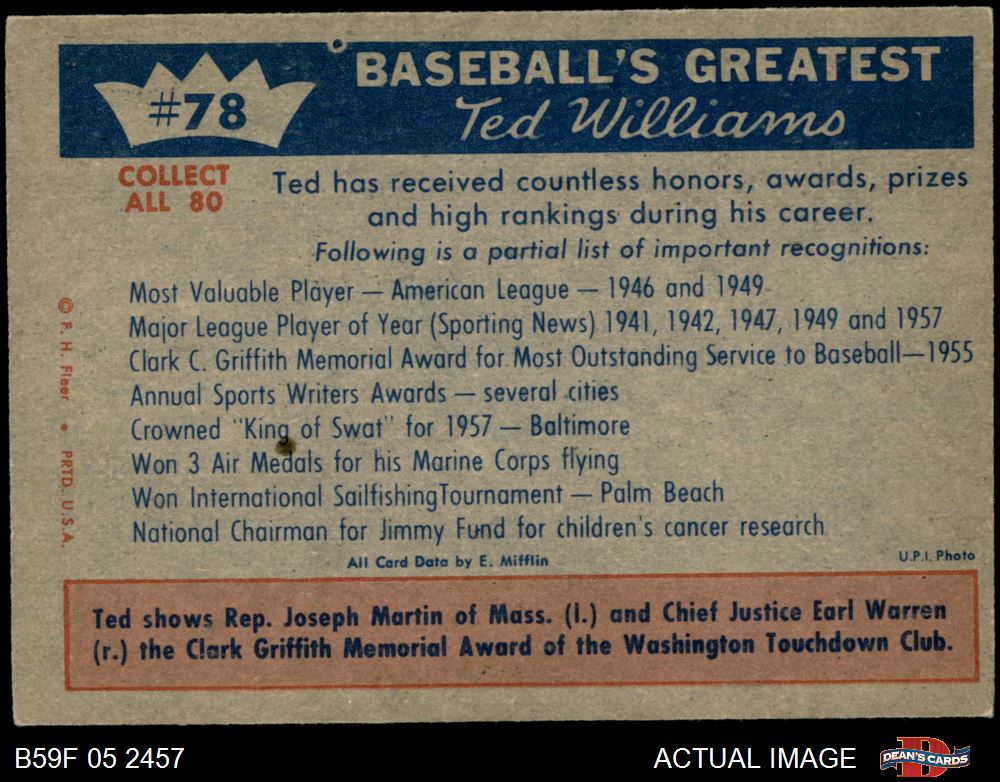 #78
BASEBALL'S GREATEST
Ted Williams
COLLECT
ALL 80
Ted has received countless honors, awards, prizes
and high rankings during his career.
Following is a partial list of important recognitions:
Most Valuable Player — American League — 1946 and 1949
Major League Player of Year (Sporting News) 1941, 1942, 1947, 1949 and 1957
Clark C. Griffith Memorial Award for Most Outstanding Service to Baseball—1955
Annual Sports Writers Awards — several cities
Crowned "King of Swat" for 1957 — Baltimore
Won 3 Air Medals for his Marine Corps flying
Won International Sailfishing Tournament — Palm Beach
National Chairman for Jimmy Fund for children's cancer research
All Card Data by E. Mifflin
U.P.I. Photo
© F. H. Fleer • PRTD. U.S.A.
Ted shows Rep. Joseph Martin of Mass. (l.) and Chief Justice Earl Warren
(r.) the Clark Griffith Memorial Award of the Washington Touchdown Club.
B59F 05 2457
ACTUAL IMAGE
DEAN'S CARDS